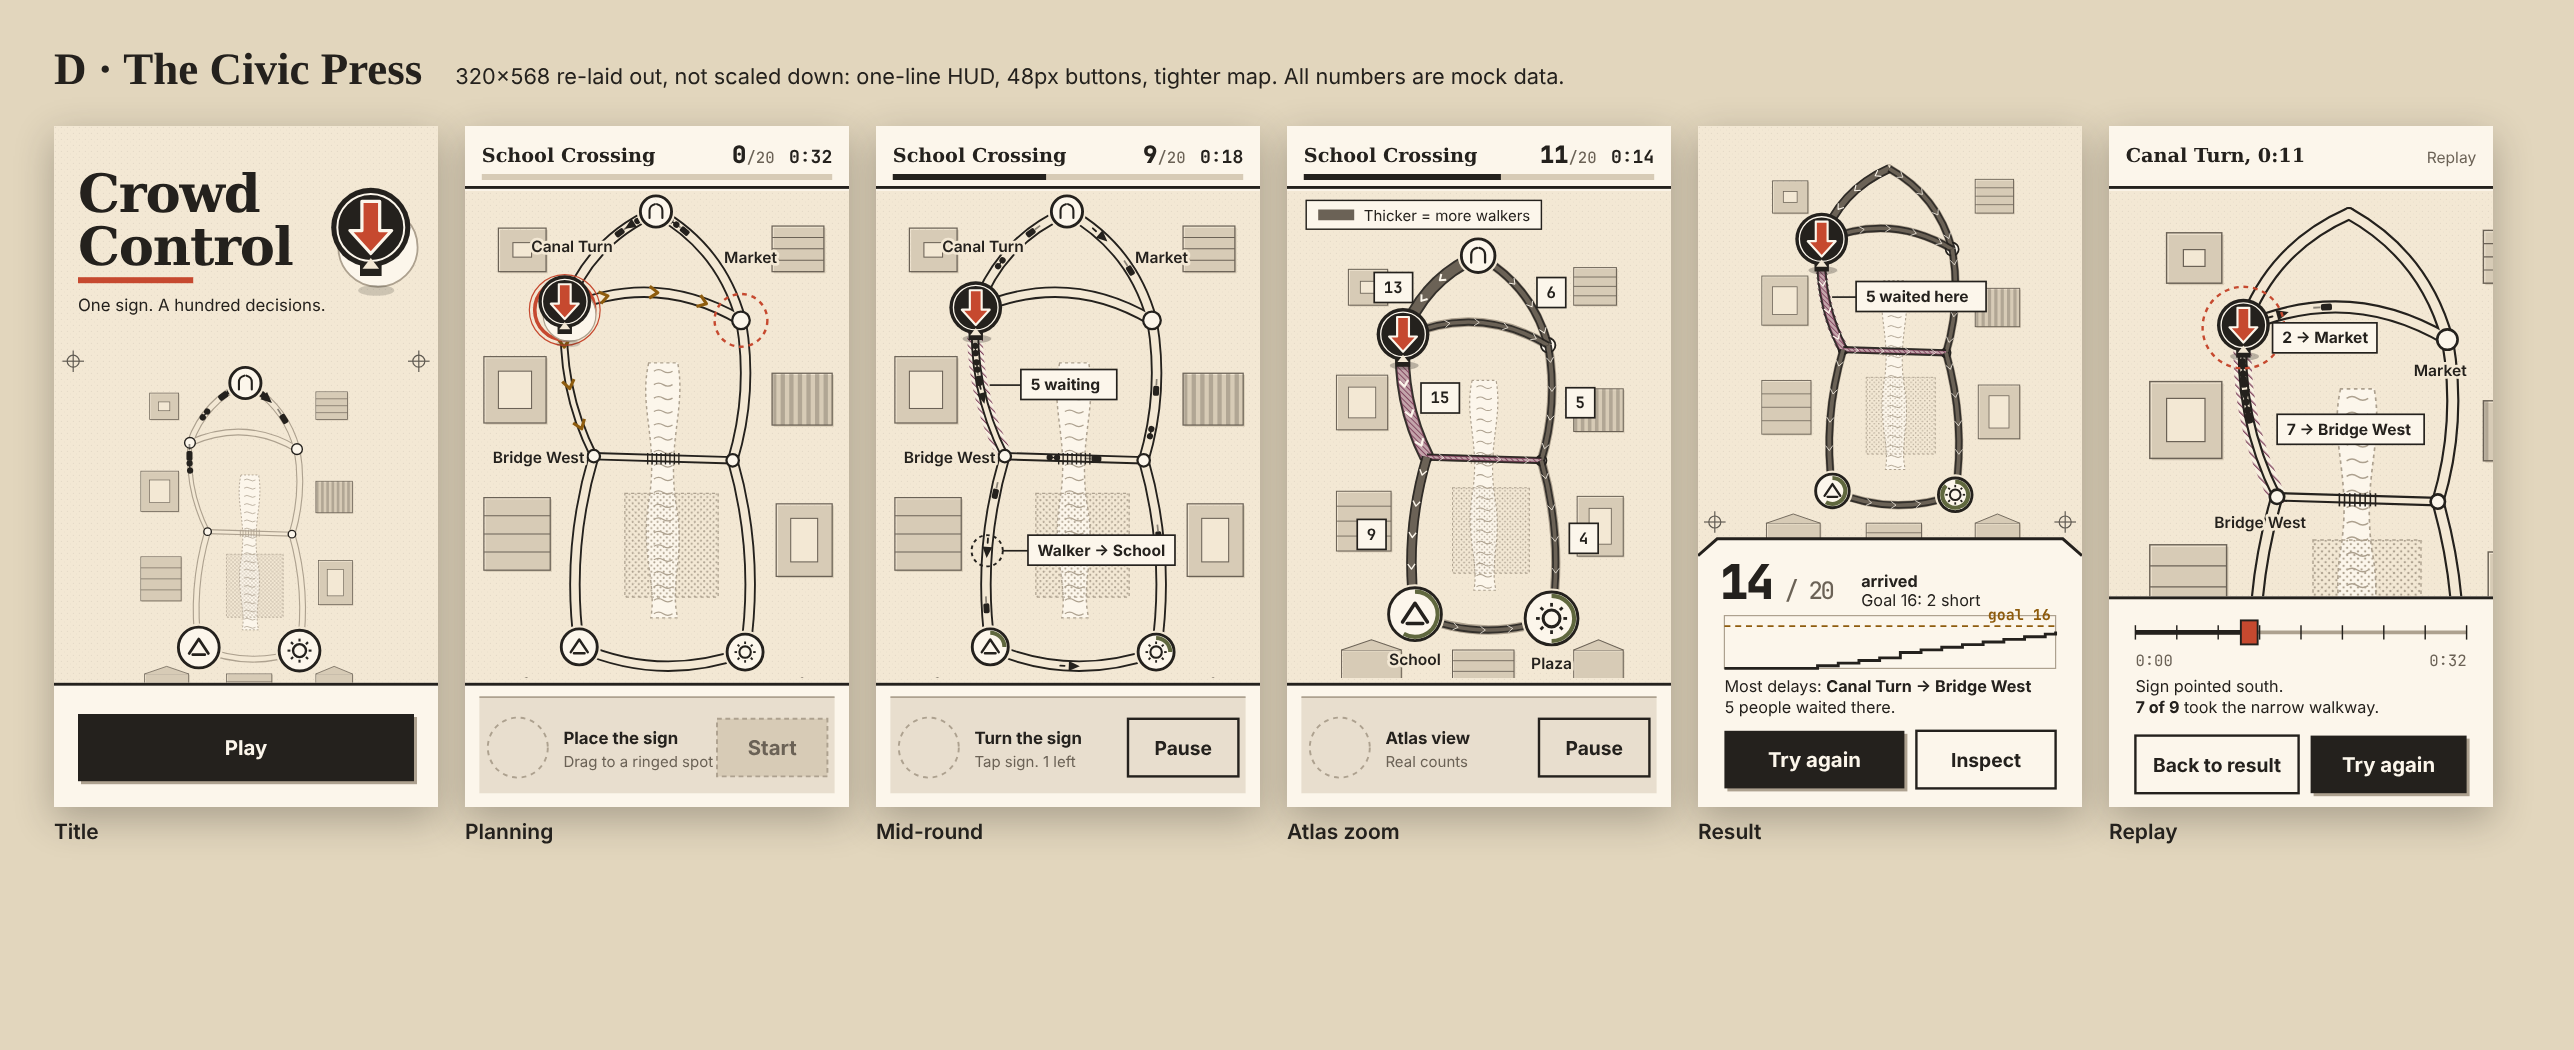 D · The Civic Press
320×568 re-laid out, not scaled down: one-line HUD, 48px buttons, tighter map. All numbers are mock data.
Crowd
Control
One sign. A hundred decisions.
Play
Title
School Crossing
0/20 0:32
Canal Turn
Market
Bridge West
Place the sign
Drag to a ringed spot
Start
Planning
School Crossing
9/20 0:18
Canal Turn
Market
5 waiting
Bridge West
Walker → School
Turn the sign
Tap sign. 1 left
Pause
Mid-round
School Crossing
11/20 0:14
Thicker = more walkers
13
6
15
5
9
4
School
Plaza
Atlas view
Real counts
Pause
Atlas zoom
5 waited here
14 / 20
arrived
Goal 16: 2 short
goal 16
Most delays: Canal Turn → Bridge West
5 people waited there.
Try again
Inspect
Result
Canal Turn, 0:11
Replay
2 → Market
Market
7 → Bridge West
Bridge West
0:00
0:32
Sign pointed south.
7 of 9 took the narrow walkway.
Back to result
Try again
Replay